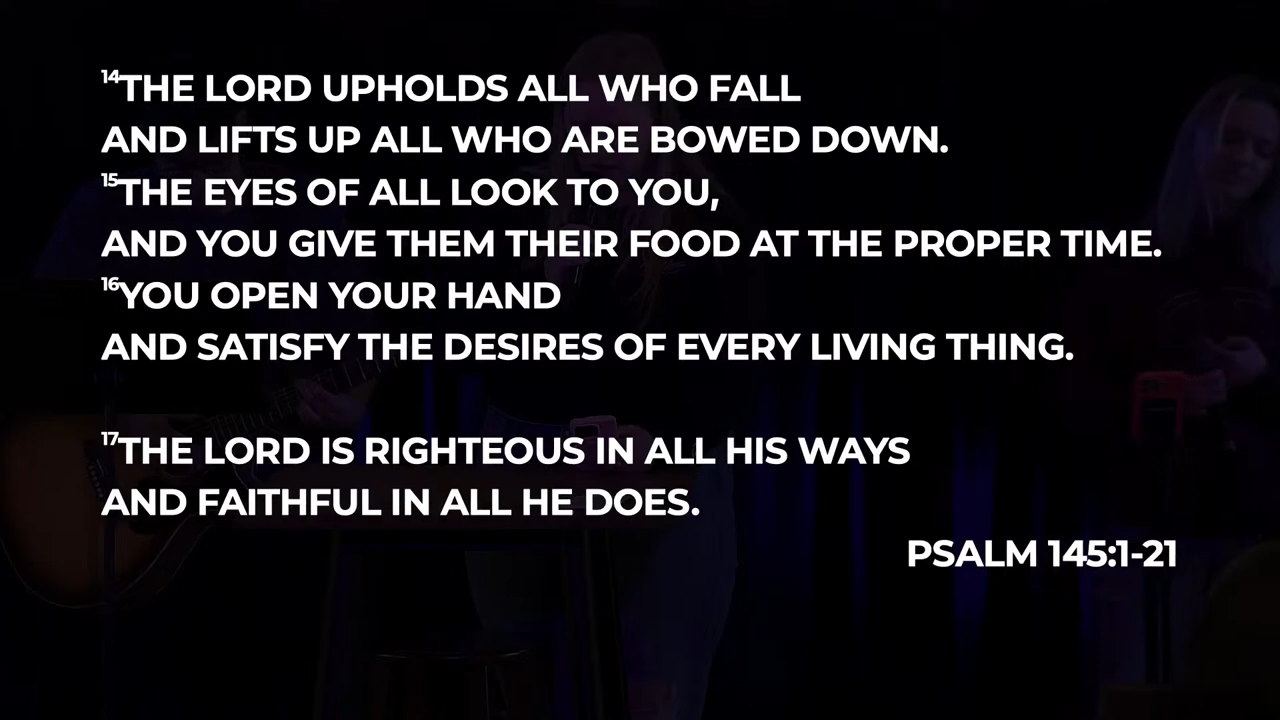 14THE LORD UPHOLDS ALL WHO FALL
AND LIFTS UP ALL WHO ARE BOWED DOWN.
15THE EYES OF ALL LOOK TO YOU,
AND YOU GIVE THEM THEIR FOOD AT THE PROPER TIME.
16YOU OPEN YOUR HAND
AND SATISFY THE DESIRES OF EVERY LIVING THING.
17THE LORD IS RIGHTEOUS IN ALL HIS WAYS
AND FAITHFUL IN ALL HE DOES.
PSALM 145:1-21